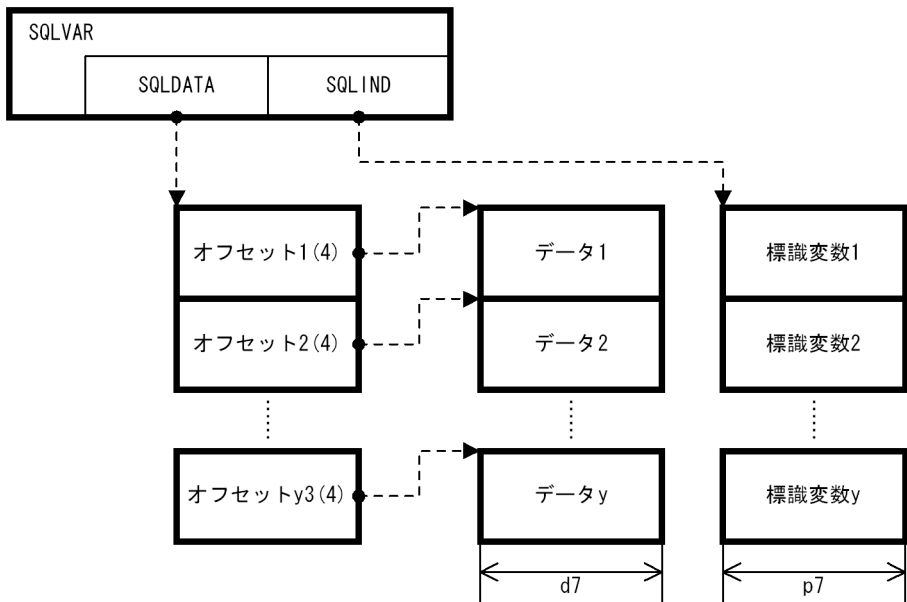 SQLVAR
SQLDATA SQLIND
オフセット1(4) データ1 標識変数1
オフセット2(4) データ2 標識変数2
オフセットy3(4) データy 標識変数y
d7 p7